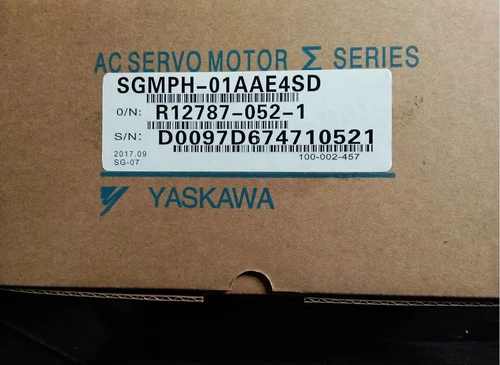 AC SERVO MOTOR Σ SERIES
SGMPH-01AAE4SD
O/N: R12787-052-1
S/N: D0097D674710521
2017.09
SG-07
100-002-457
YASKAWA